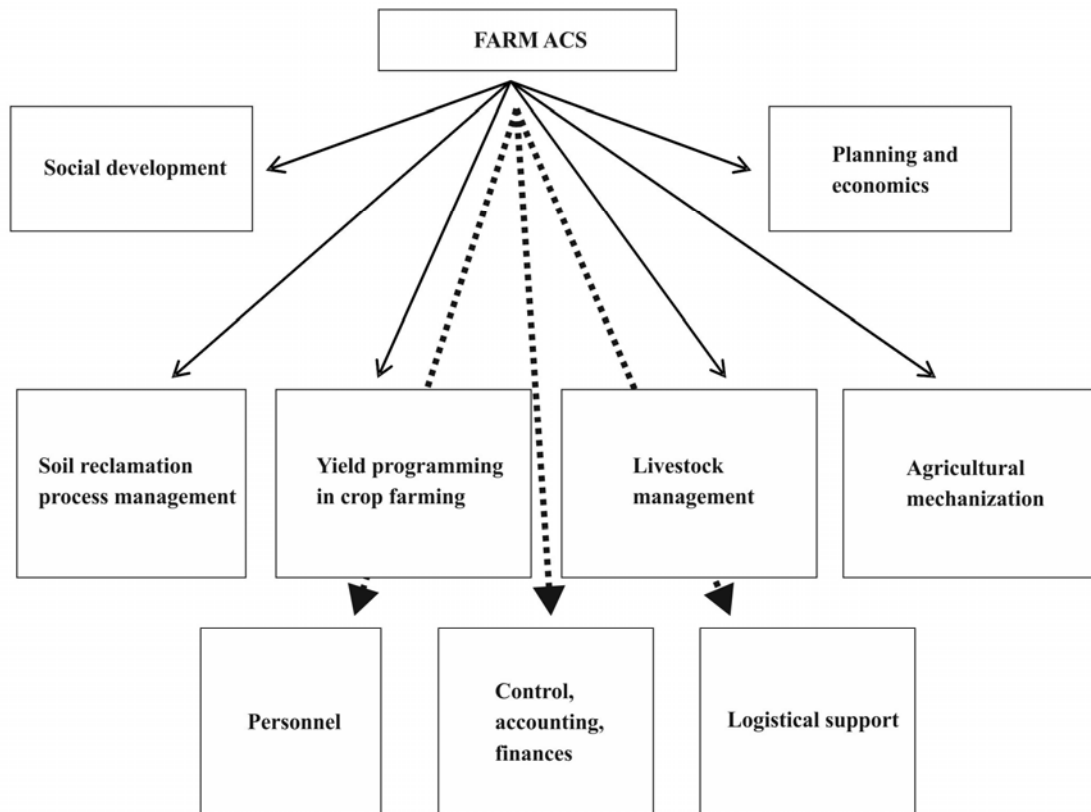 FARM ACS
Social development
Planning and
economics
Soil reclamation
process management
Yield programming
in crop farming
Livestock
management
Agricultural
mechanization
Personnel
Control,
accounting,
finances
Logistical support